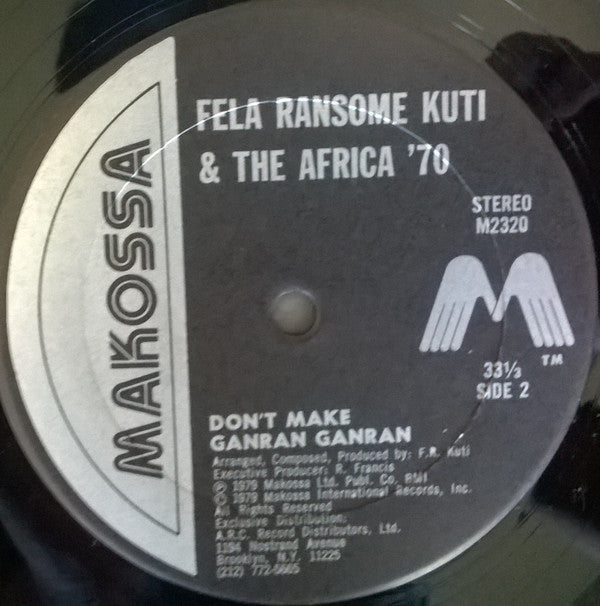 MAKOSSA
FELA RANSOME KUTI
& THE AFRICA '70
STEREO
M2320
TM
33⅓
SIDE 2
DON'T MAKE
GANRAN GANRAN
Arranged, Composed, Produced by: F.R. Kuti
Executive Producer: R. Francis
℗ 1979 Makossa Ltd. Publ. Co. BMI
© 1979 Makossa International Records, Inc.
All Rights Reserved
Exclusive Distribution:
A.R.C. Record Distributors, Ltd.
1194 Nostrand Avenue
Brooklyn, N.Y. 11225
(212) 772-5665